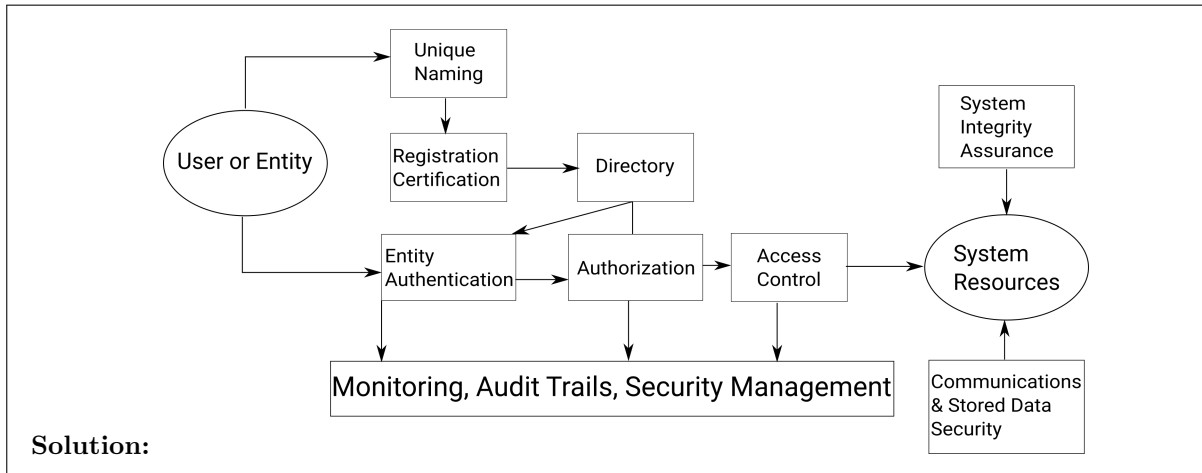 Unique
Naming
System
Integrity
Assurance
User or Entity
Registration
Certification
Directory
Entity
Authentication
Authorization
Access
Control
System
Resources
Monitoring, Audit Trails, Security Management
Communications
& Stored Data
Security
Solution: